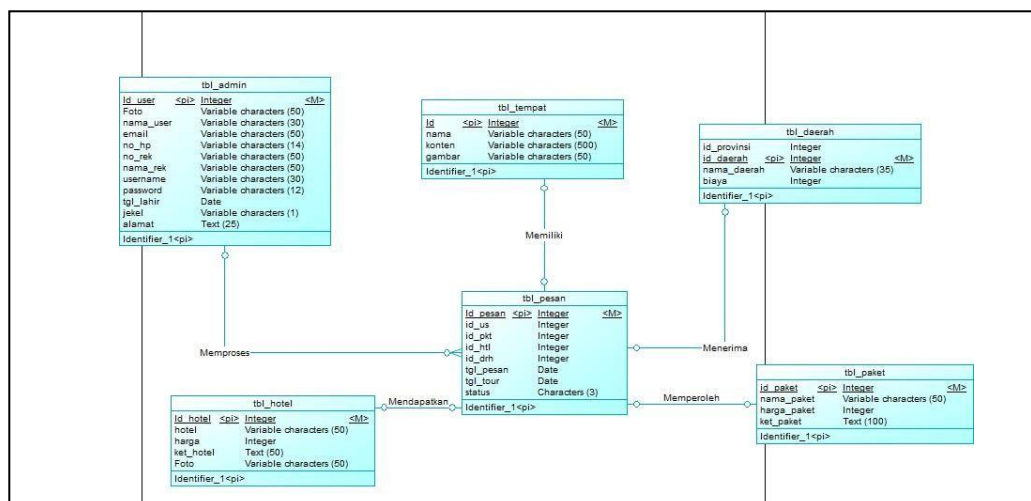 tbl_admin
Id_user <pi> Integer <M>
Foto Variable characters (50)
nama_user Variable characters (30)
email Variable characters (50)
no_hp Variable characters (14)
no_rek Variable characters (50)
nama_rek Variable characters (50)
username Variable characters (30)
password Variable characters (12)
tgl_lahir Date
jekel Variable characters (1)
alamat Text (25)
Identifier_1<pi>
tbl_tempat
Id <pi> Integer <M>
nama Variable characters (50)
konten Variable characters (500)
gambar Variable characters (50)
Identifier_1<pi>
tbl_daerah
id_provinsi Integer
id_daerah <pi> Integer <M>
nama_daerah Variable characters (35)
biaya Integer
Identifier_1<pi>
Memiliki
tbl_pesan
Id_pesan <pi> Integer <M>
id_us Integer
id_pkt Integer
id_htl Integer
id_drh Integer
tgl_pesan Date
tgl_tour Date
status Characters (3)
Identifier_1<pi>
Memproses
Menerima
Mendapatkan
Memperoleh
tbl_hotel
Id_hotel <pi> Integer <M>
hotel Variable characters (50)
harga Integer
ket_hotel Text (50)
Foto Variable characters (50)
Identifier_1<pi>
tbl_paket
id_paket <pi> Integer <M>
nama_paket Variable characters (50)
harga_paket Integer
ket_paket Text (100)
Identifier_1<pi>